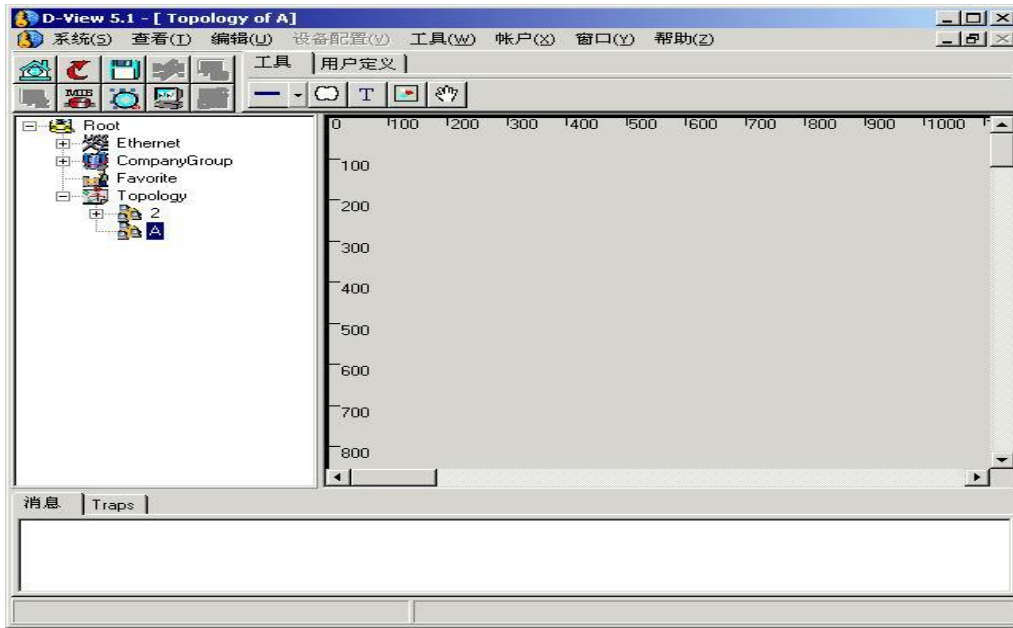 D-View 5.1 - [ Topology of A]
系统(S) 查看(T) 编辑(U) 设备配置(V) 工具(W) 帐户(X) 窗口(Y) 帮助(Z)
工具 用户定义
MIB
T
Root
Ethernet
CompanyGroup
Favorite
Topology
2
A
0 100 200 300 400 500 600 700 800 900 1000
100
200
300
400
500
600
700
800
消息 Traps